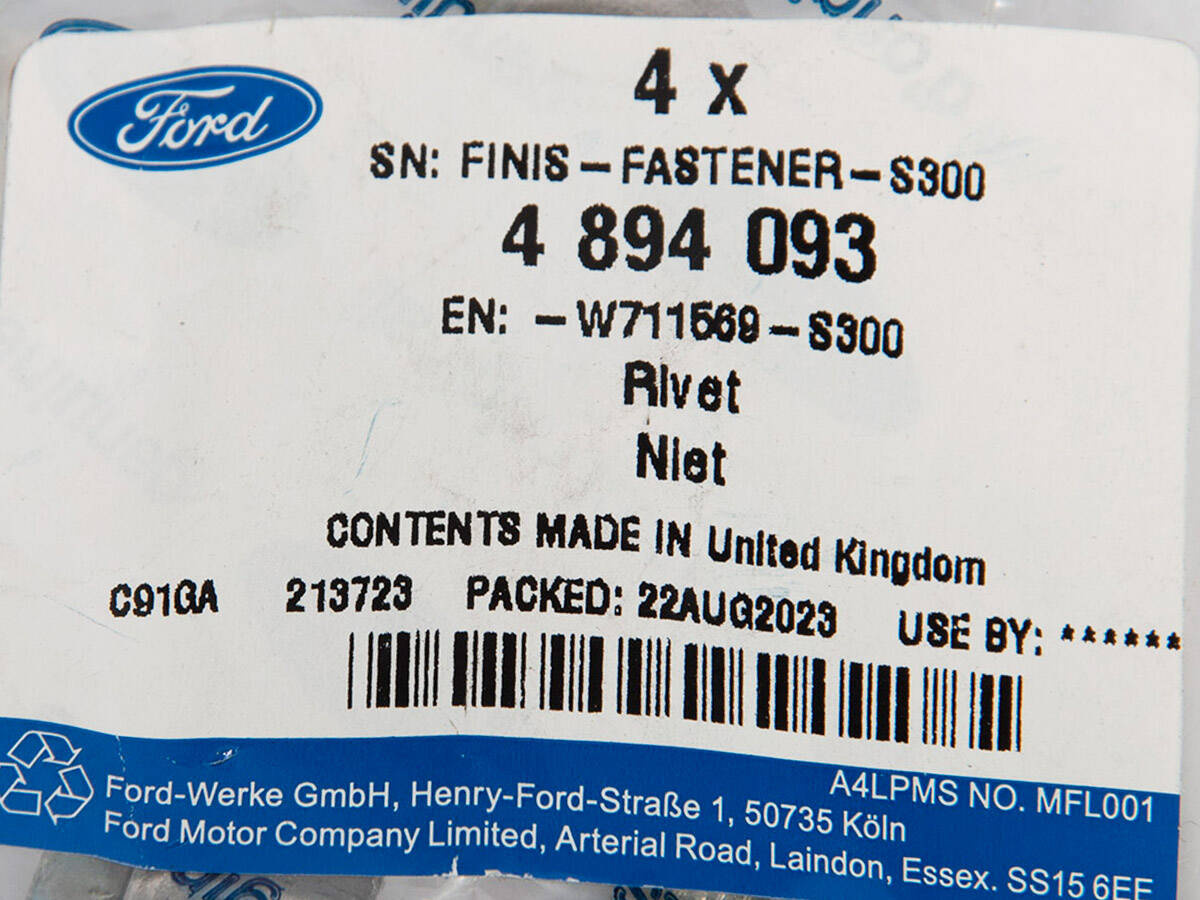 Ford
4 x
SN: FINIS-FASTENER-S300
4 894 093
EN: -W711569-S300
Rivet
Niet
CONTENTS MADE IN United Kingdom
C91GA 213723 PACKED: 22AUG2023 USE BY: ******
A4LPMS NO. MFL001
Ford-Werke GmbH, Henry-Ford-Straße 1, 50735 Köln
Ford Motor Company Limited, Arterial Road, Laindon, Essex. SS15 6EE